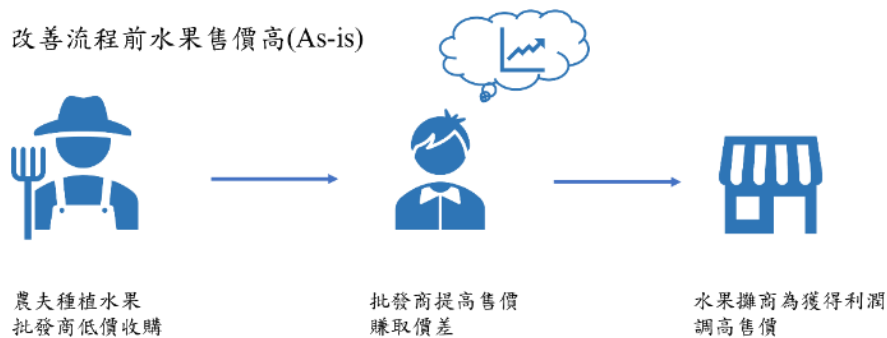 改善流程前水果售價高(As-is)
農夫種植水果
批發商低價收購
批發商提高售價
賺取價差
水果攤商為獲得利潤
調高售價